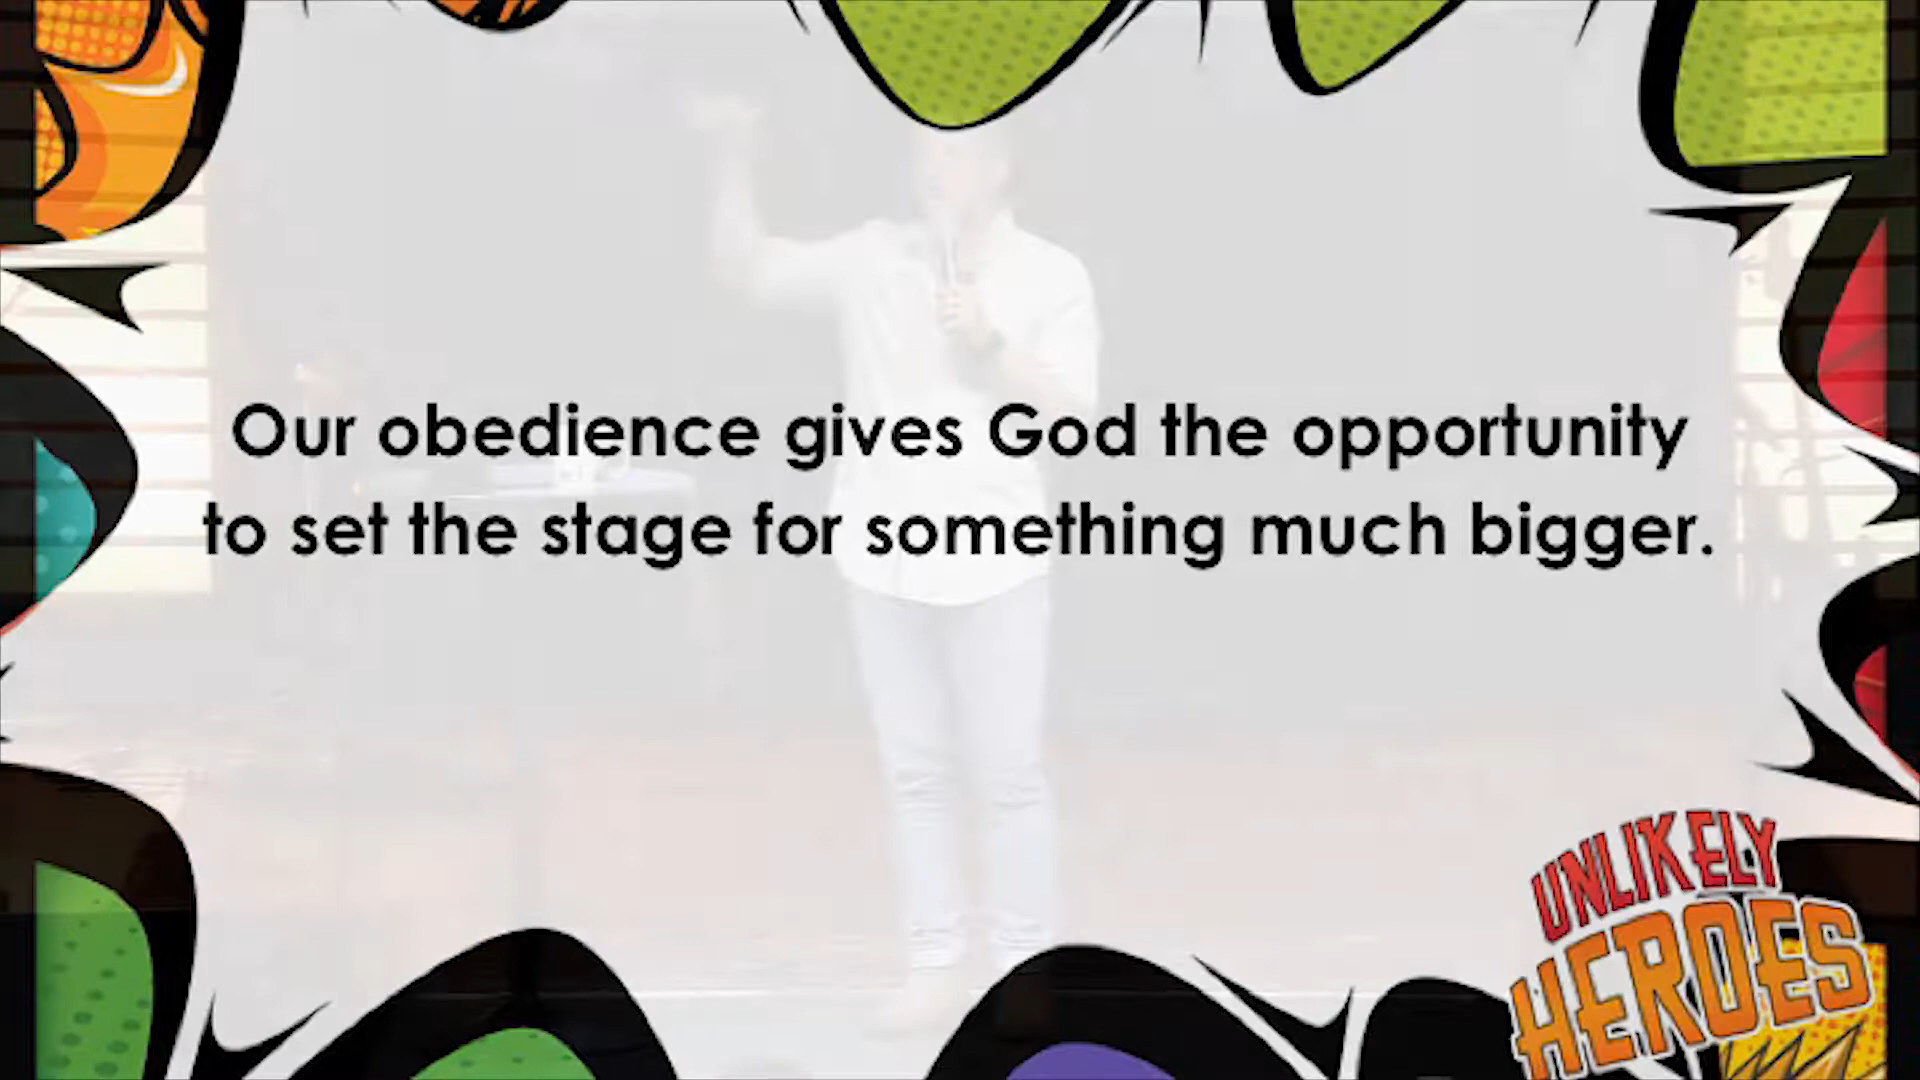 Our obedience gives God the opportunity
to set the stage for something much bigger.
UNLIKELY
HEROES